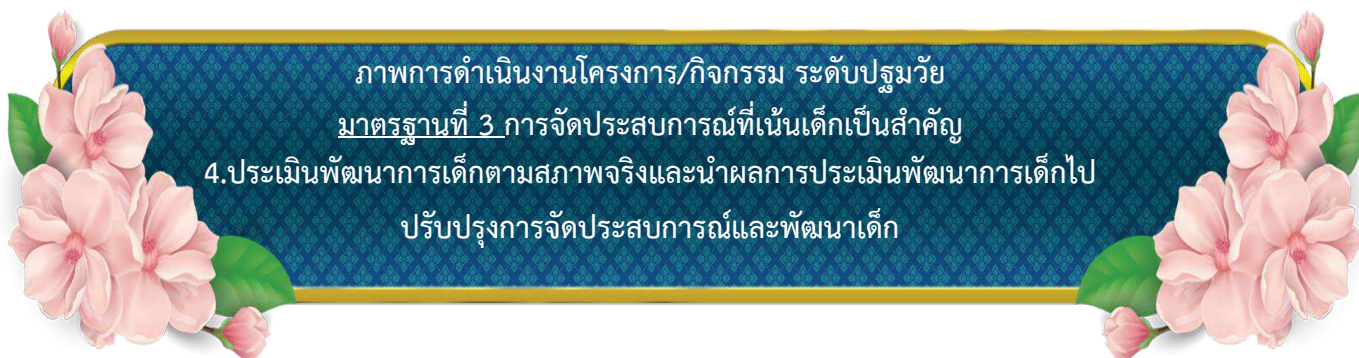 ภาพการดำเนินงานโครงการ/กิจกรรม ระดับปฐมวัย
มาตรฐานที่ 3 การจัดประสบการณ์ที่เน้นเด็กเป็นสำคัญ
4.ประเมินพัฒนาการเด็กตามสภาพจริงและนำผลการประเมินพัฒนาการเด็กไป
ปรับปรุงการจัดประสบการณ์และพัฒนาเด็ก